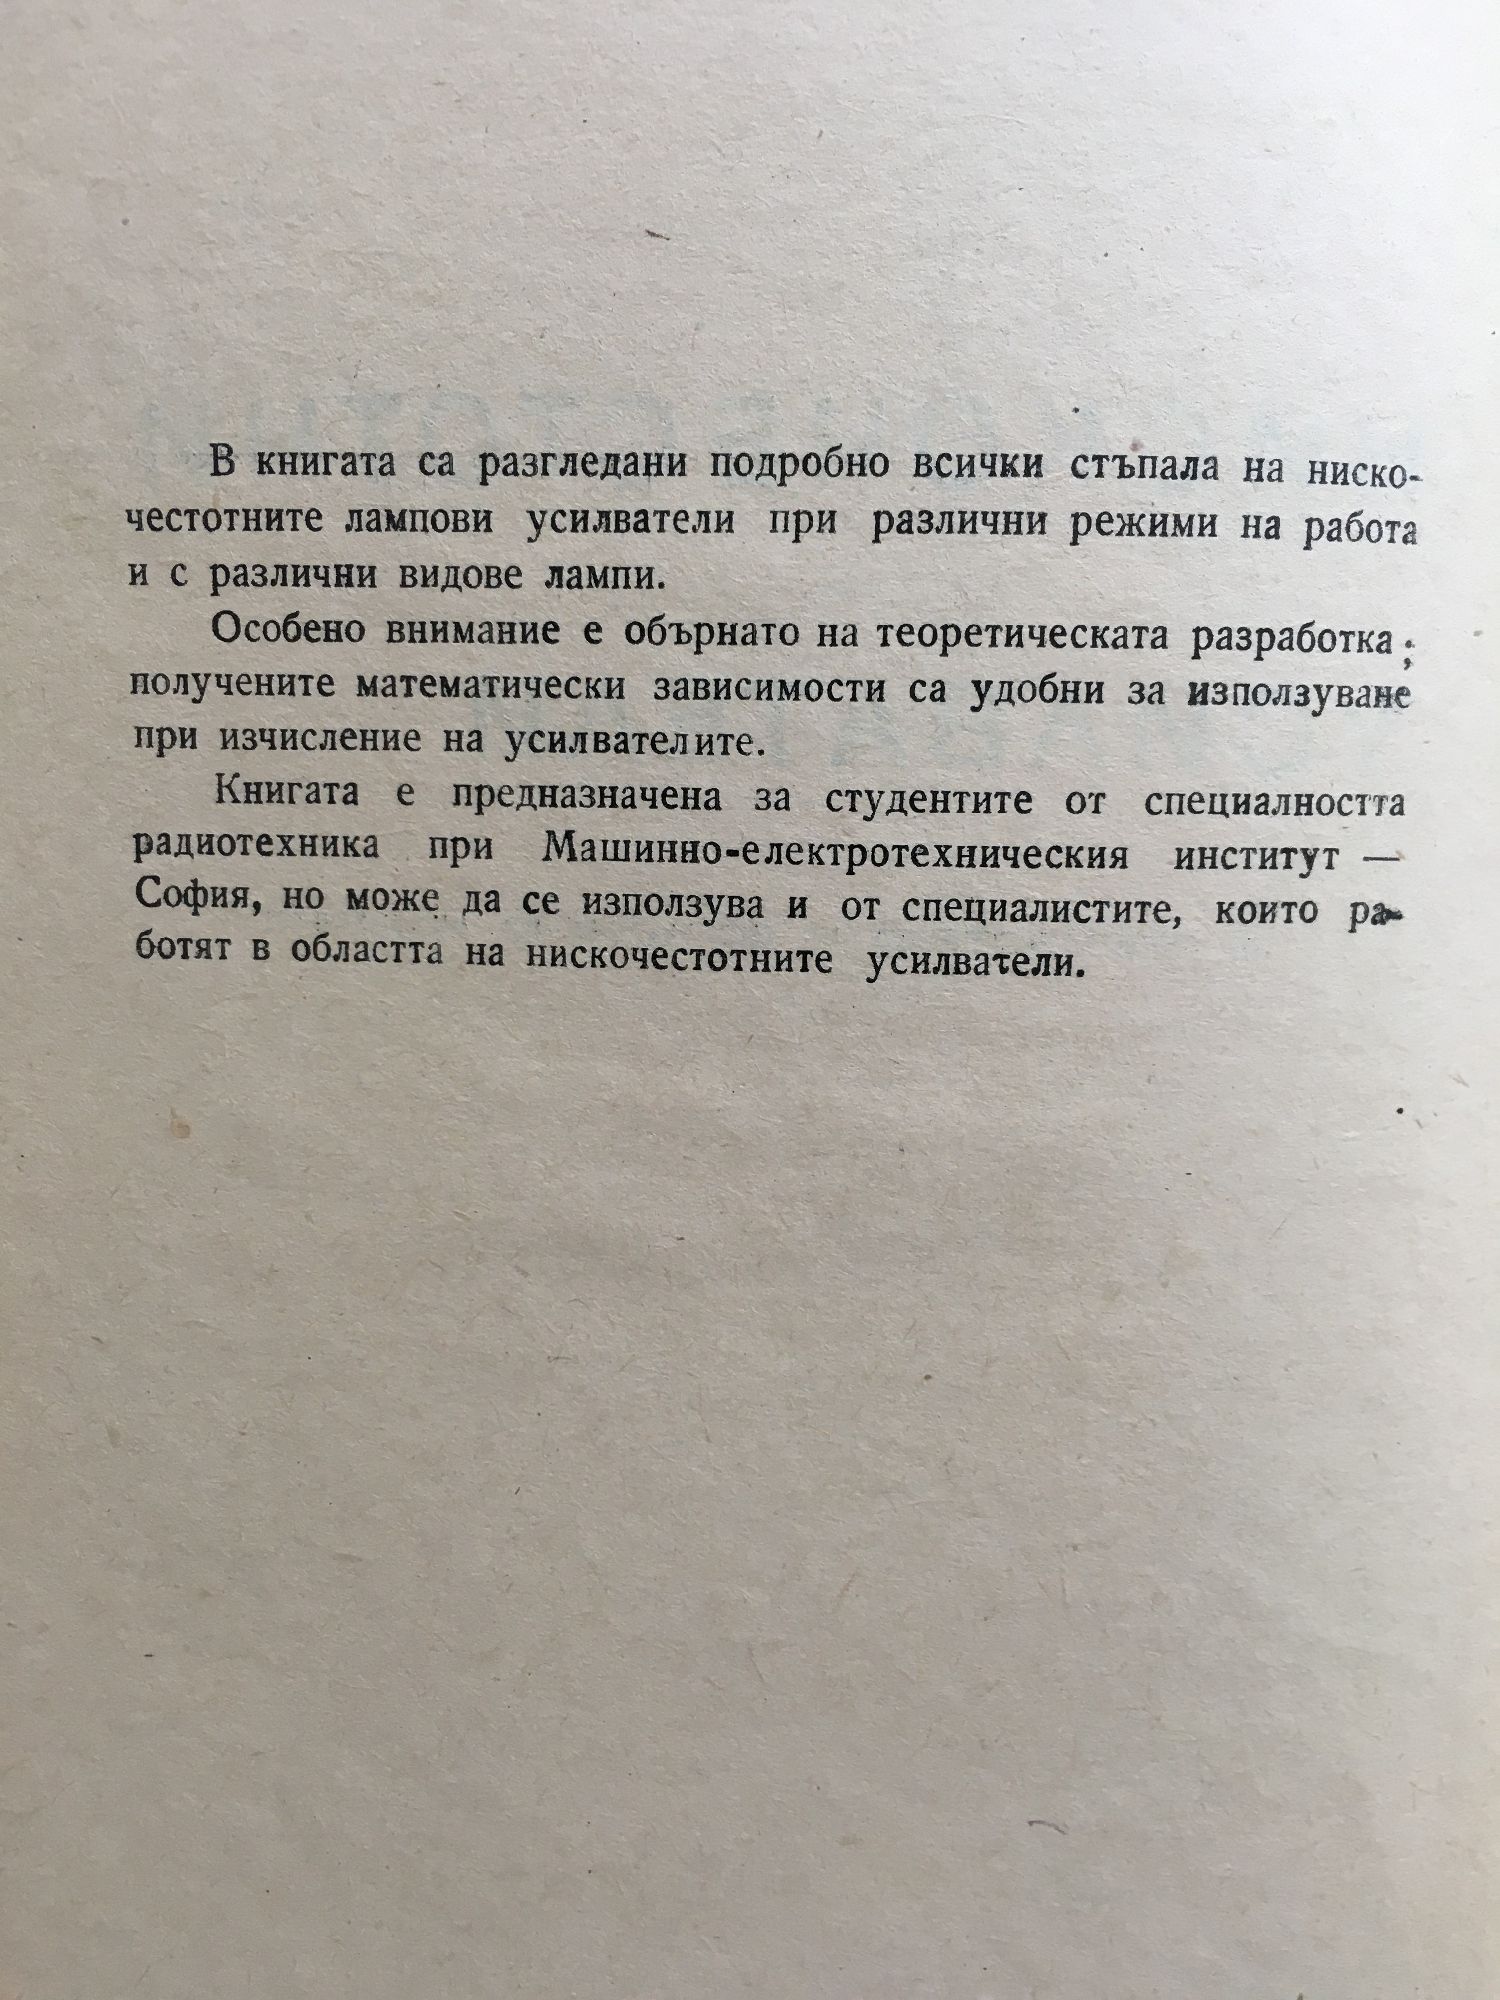 В книгата са разгледани подробно всички стъпала на ниско-
честотните лампови усилватели при различни режими на работа
и с различни видове лампи.
Особено внимание е обърнато на теоретическата разработка;
получените математически зависимости са удобни за използуване
при изчисление на усилвателите.
Книгата е предназначена за студентите от специалността
радиотехника при Машинно-електротехническия институт —
София, но може да се използува и от специалистите, които ра-
ботят в областта на нискочестотните усилватели.